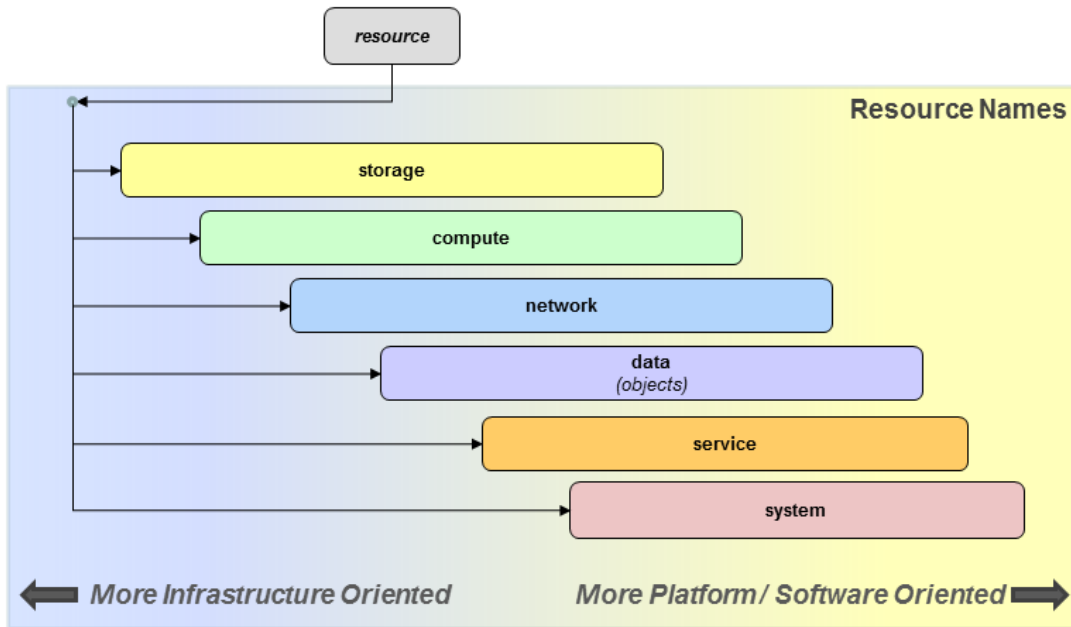 resource
Resource Names
storage
compute
network
data
(objects)
service
system
More Infrastructure Oriented
More Platform / Software Oriented